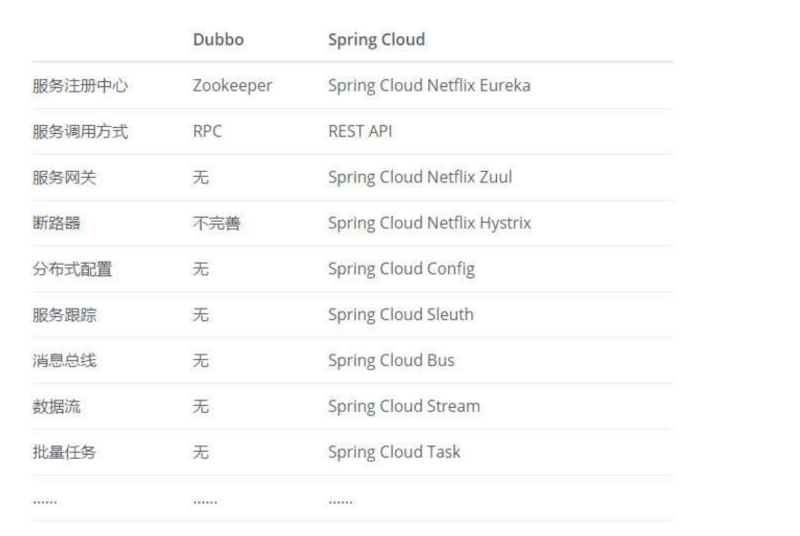 Dubbo Spring Cloud
服务注册中心 Zookeeper Spring Cloud Netflix Eureka
服务调用方式 RPC REST API
服务网关 无 Spring Cloud Netflix Zuul
断路器 不完善 Spring Cloud Netflix Hystrix
分布式配置 无 Spring Cloud Config
服务跟踪 无 Spring Cloud Sleuth
消息总线 无 Spring Cloud Bus
数据流 无 Spring Cloud Stream
批量任务 无 Spring Cloud Task
...... ...... ......